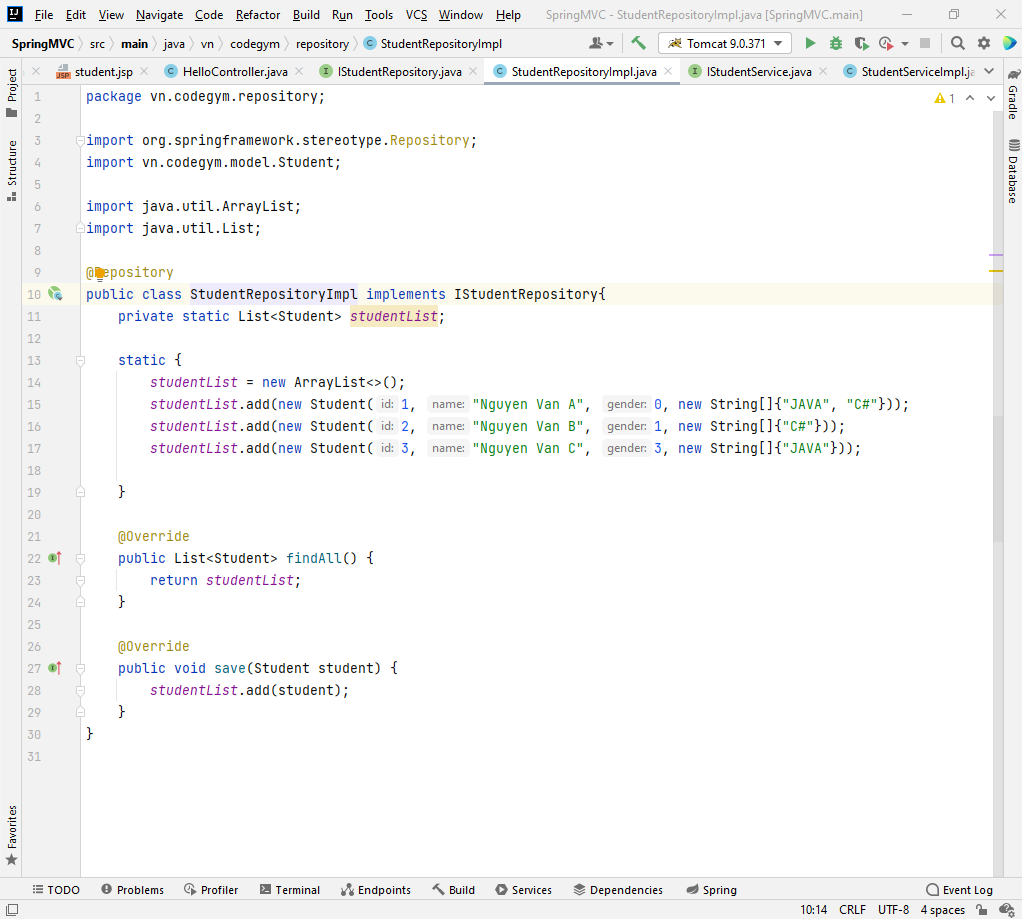 File Edit View Navigate Code Refactor Build Run Tools VCS Window Help SpringMVC - StudentRepositoryImpl.java [SpringMVC.main]
SpringMVC src main java vn codegym repository StudentRepositoryImpl Tomcat 9.0.371
student.jsp HelloController.java IStudentRepository.java StudentRepositoryImpl.java IStudentService.java StudentServiceImpl.ja
Project
Structure
Favorites
Gradle
Database
1
1 package vn.codegym.repository;
2
3 import org.springframework.stereotype.Repository;
4 import vn.codegym.model.Student;
5
6 import java.util.ArrayList;
7 import java.util.List;
8
9 @Repository
10 public class StudentRepositoryImpl implements IStudentRepository{
11 private static List<Student> studentList;
12
13 static {
14 studentList = new ArrayList<>();
15 studentList.add(new Student( id: 1, name: "Nguyen Van A", gender: 0, new String[]{"JAVA", "C#"}));
16 studentList.add(new Student( id: 2, name: "Nguyen Van B", gender: 1, new String[]{"C#"}));
17 studentList.add(new Student( id: 3, name: "Nguyen Van C", gender: 3, new String[]{"JAVA"}));
18
19 }
20
21 @Override
22 public List<Student> findAll() {
23 return studentList;
24 }
25
26 @Override
27 public void save(Student student) {
28 studentList.add(student);
29 }
30 }
31
TODO Problems Profiler Terminal Endpoints Build Services Dependencies Spring Event Log
10:14 CRLF UTF-8 4 spaces